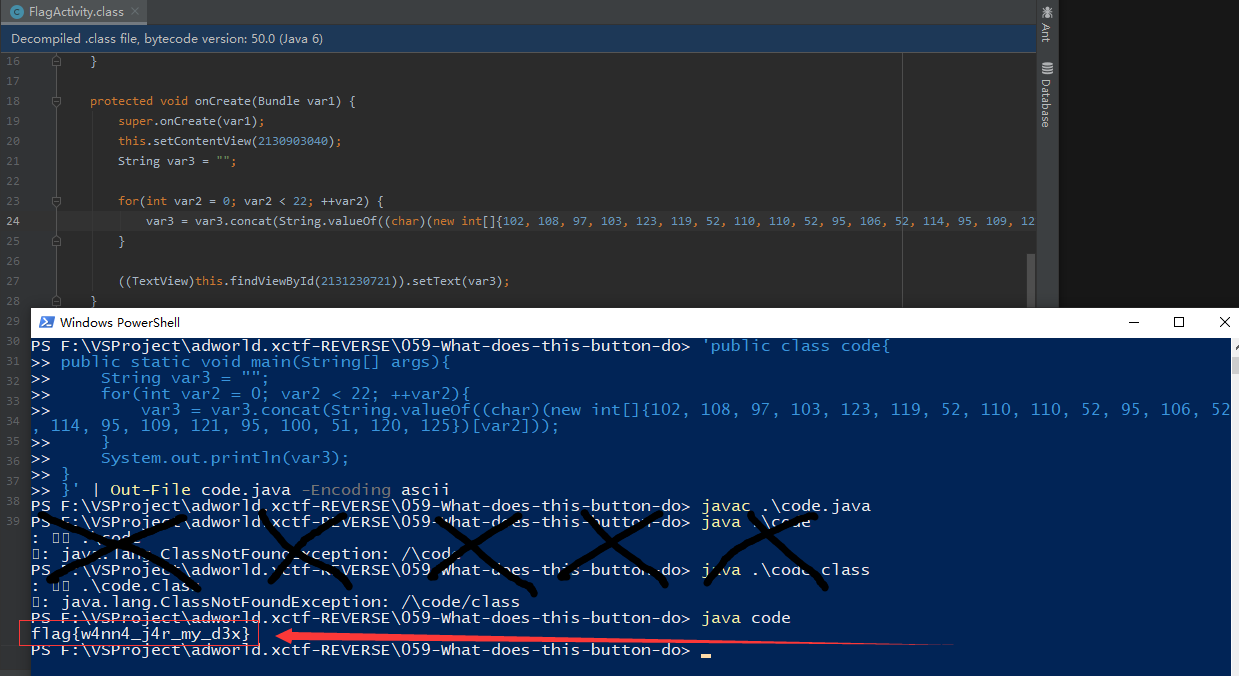 FlagActivity.class
Decompiled .class file, bytecode version: 50.0 (Java 6)
Ant
Database
16 }
17
18 protected void onCreate(Bundle var1) {
19 super.onCreate(var1);
20 this.setContentView(2130903040);
21 String var3 = "";
22
23 for(int var2 = 0; var2 < 22; ++var2) {
24 var3 = var3.concat(String.valueOf((char)(new int[]{102, 108, 97, 103, 123, 119, 52, 110, 110, 52, 95, 106, 52, 114, 95, 109, 12
25 }
26
27 ((TextView)this.findViewById(2131230721)).setText(var3);
28 }
29
30
31
32
33
34
35
36
37
38
39
Windows PowerShell
PS F:\VSProject\adworld.xctf-REVERSE\059-What-does-this-button-do> 'public class code{
>> public static void main(String[] args){
>> String var3 = "";
>> for(int var2 = 0; var2 < 22; ++var2){
>> var3 = var3.concat(String.valueOf((char)(new int[]{102, 108, 97, 103, 123, 119, 52, 110, 110, 52, 95, 106, 52
, 114, 95, 109, 121, 95, 100, 51, 120, 125})[var2]));
>> }
>> System.out.println(var3);
>> }
>> }' | Out-File code.java -Encoding ascii
PS F:\VSProject\adworld.xctf-REVERSE\059-What-does-this-button-do> javac .\code.java
PS F:\VSProject\adworld.xctf-REVERSE\059-What-does-this-button-do> java .\code
: .\code
: java.lang.ClassNotFoundException: /\code
PS F:\VSProject\adworld.xctf-REVERSE\059-What-does-this-button-do> java .\code.class
: .\code.class
: java.lang.ClassNotFoundException: /\code/class
PS F:\VSProject\adworld.xctf-REVERSE\059-What-does-this-button-do> java code
flag{w4nn4_j4r_my_d3x}
PS F:\VSProject\adworld.xctf-REVERSE\059-What-does-this-button-do>